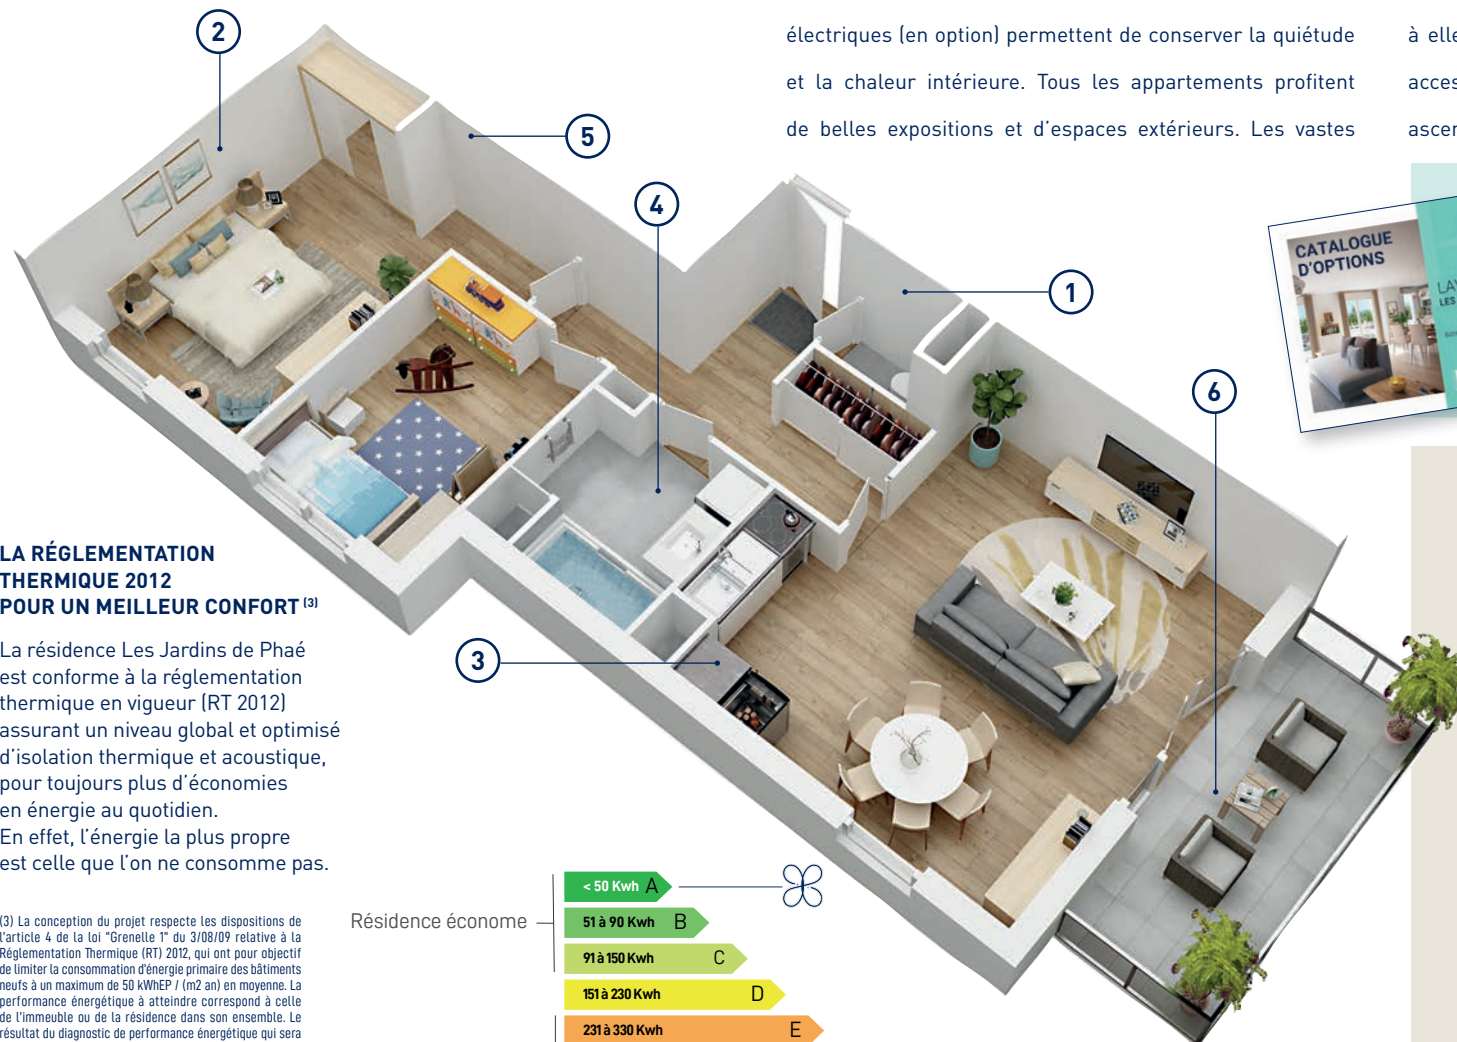 électriques (en option) permettent de conserver la quiétude
et la chaleur intérieure. Tous les appartements profitent
de belles expositions et d'espaces extérieurs. Les vastes
à elle
acces
ascen
2
5
4
1
6
3
CATALOGUE
D'OPTIONS
LA RÉGLEMENTATION
THERMIQUE 2012
POUR UN MEILLEUR CONFORT (3)
La résidence Les Jardins de Phaé
est conforme à la réglementation
thermique en vigueur (RT 2012)
assurant un niveau global et optimisé
d'isolation thermique et acoustique,
pour toujours plus d'économies
en énergie au quotidien.
En effet, l'énergie la plus propre
est celle que l'on ne consomme pas.
(3) La conception du projet respecte les dispositions de
l'article 4 de la loi "Grenelle 1" du 3/08/09 relative à la
Réglementation Thermique (RT) 2012, qui ont pour objectif
de limiter la consommation d'énergie primaire des bâtiments
neufs à un maximum de 50 kWhEP / (m2 an) en moyenne. La
performance énergétique à atteindre correspond à celle
de l'immeuble ou de la résidence dans son ensemble. Le
résultat du diagnostic de performance énergétique qui sera
Résidence économe
< 50 Kwh A
51 à 90 Kwh B
91 à 150 Kwh C
151 à 230 Kwh D
231 à 330 Kwh E